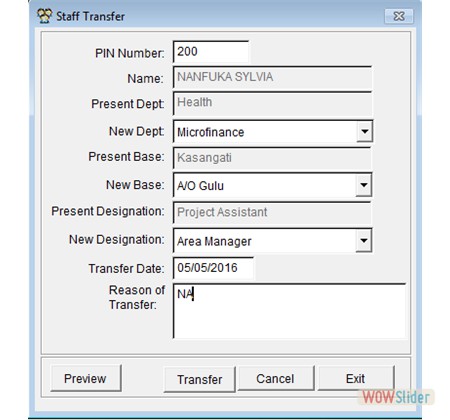 Staff Transfer
PIN Number: 200
Name: NANFUKA SYLVIA
Present Dept: Health
New Dept: Microfinance
Present Base: Kasangati
New Base: A/O Gulu
Present Designation: Project Assistant
New Designation: Area Manager
Transfer Date: 05/05/2016
Reason of NA
Transfer:
Preview Transfer Cancel Exit
WOWSlider